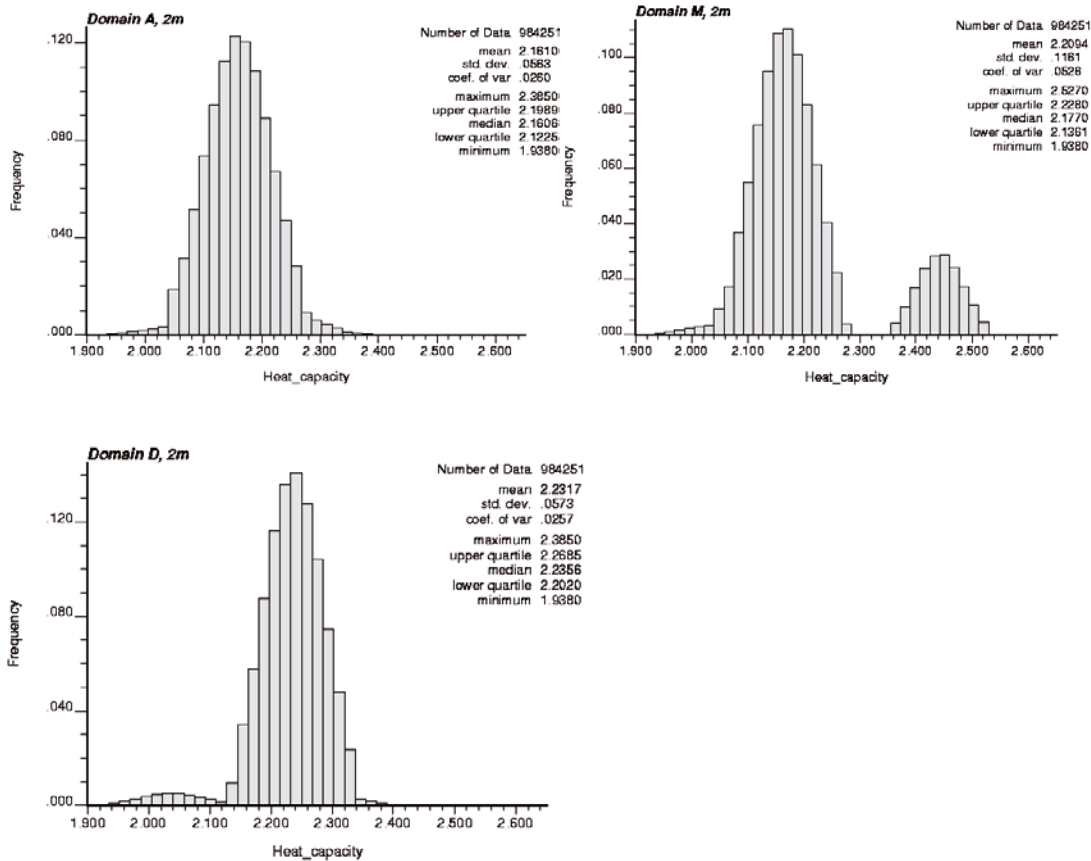 Domain A, 2m
Number of Data 984251
mean 2.1610
std. dev. .0563
coef. of var .0260
maximum 2.3850
upper quartile 2.1989
median 2.1606
lower quartile 2.1225
minimum 1.9380
Frequency
.120
.080
.040
.000
1.900 2.000 2.100 2.200 2.300 2.400 2.500 2.600
Heat_capacity
Domain M, 2m
Number of Data 984251
mean 2.2094
std. dev. .1161
coef. of var .0526
maximum 2.5270
upper quartile 2.2280
median 2.1770
lower quartile 2.1361
minimum 1.9380
Frequency
.100
.080
.060
.040
.020
.000
1.900 2.000 2.100 2.200 2.300 2.400 2.500 2.600
Heat_capacity
Domain D, 2m
Number of Data 984251
mean 2.2317
std. dev. .0573
coef. of var .0257
maximum 2.3850
upper quartile 2.2685
median 2.2356
lower quartile 2.2020
minimum 1.9380
Frequency
.120
.080
.040
.000
1.900 2.000 2.100 2.200 2.300 2.400 2.500 2.600
Heat_capacity